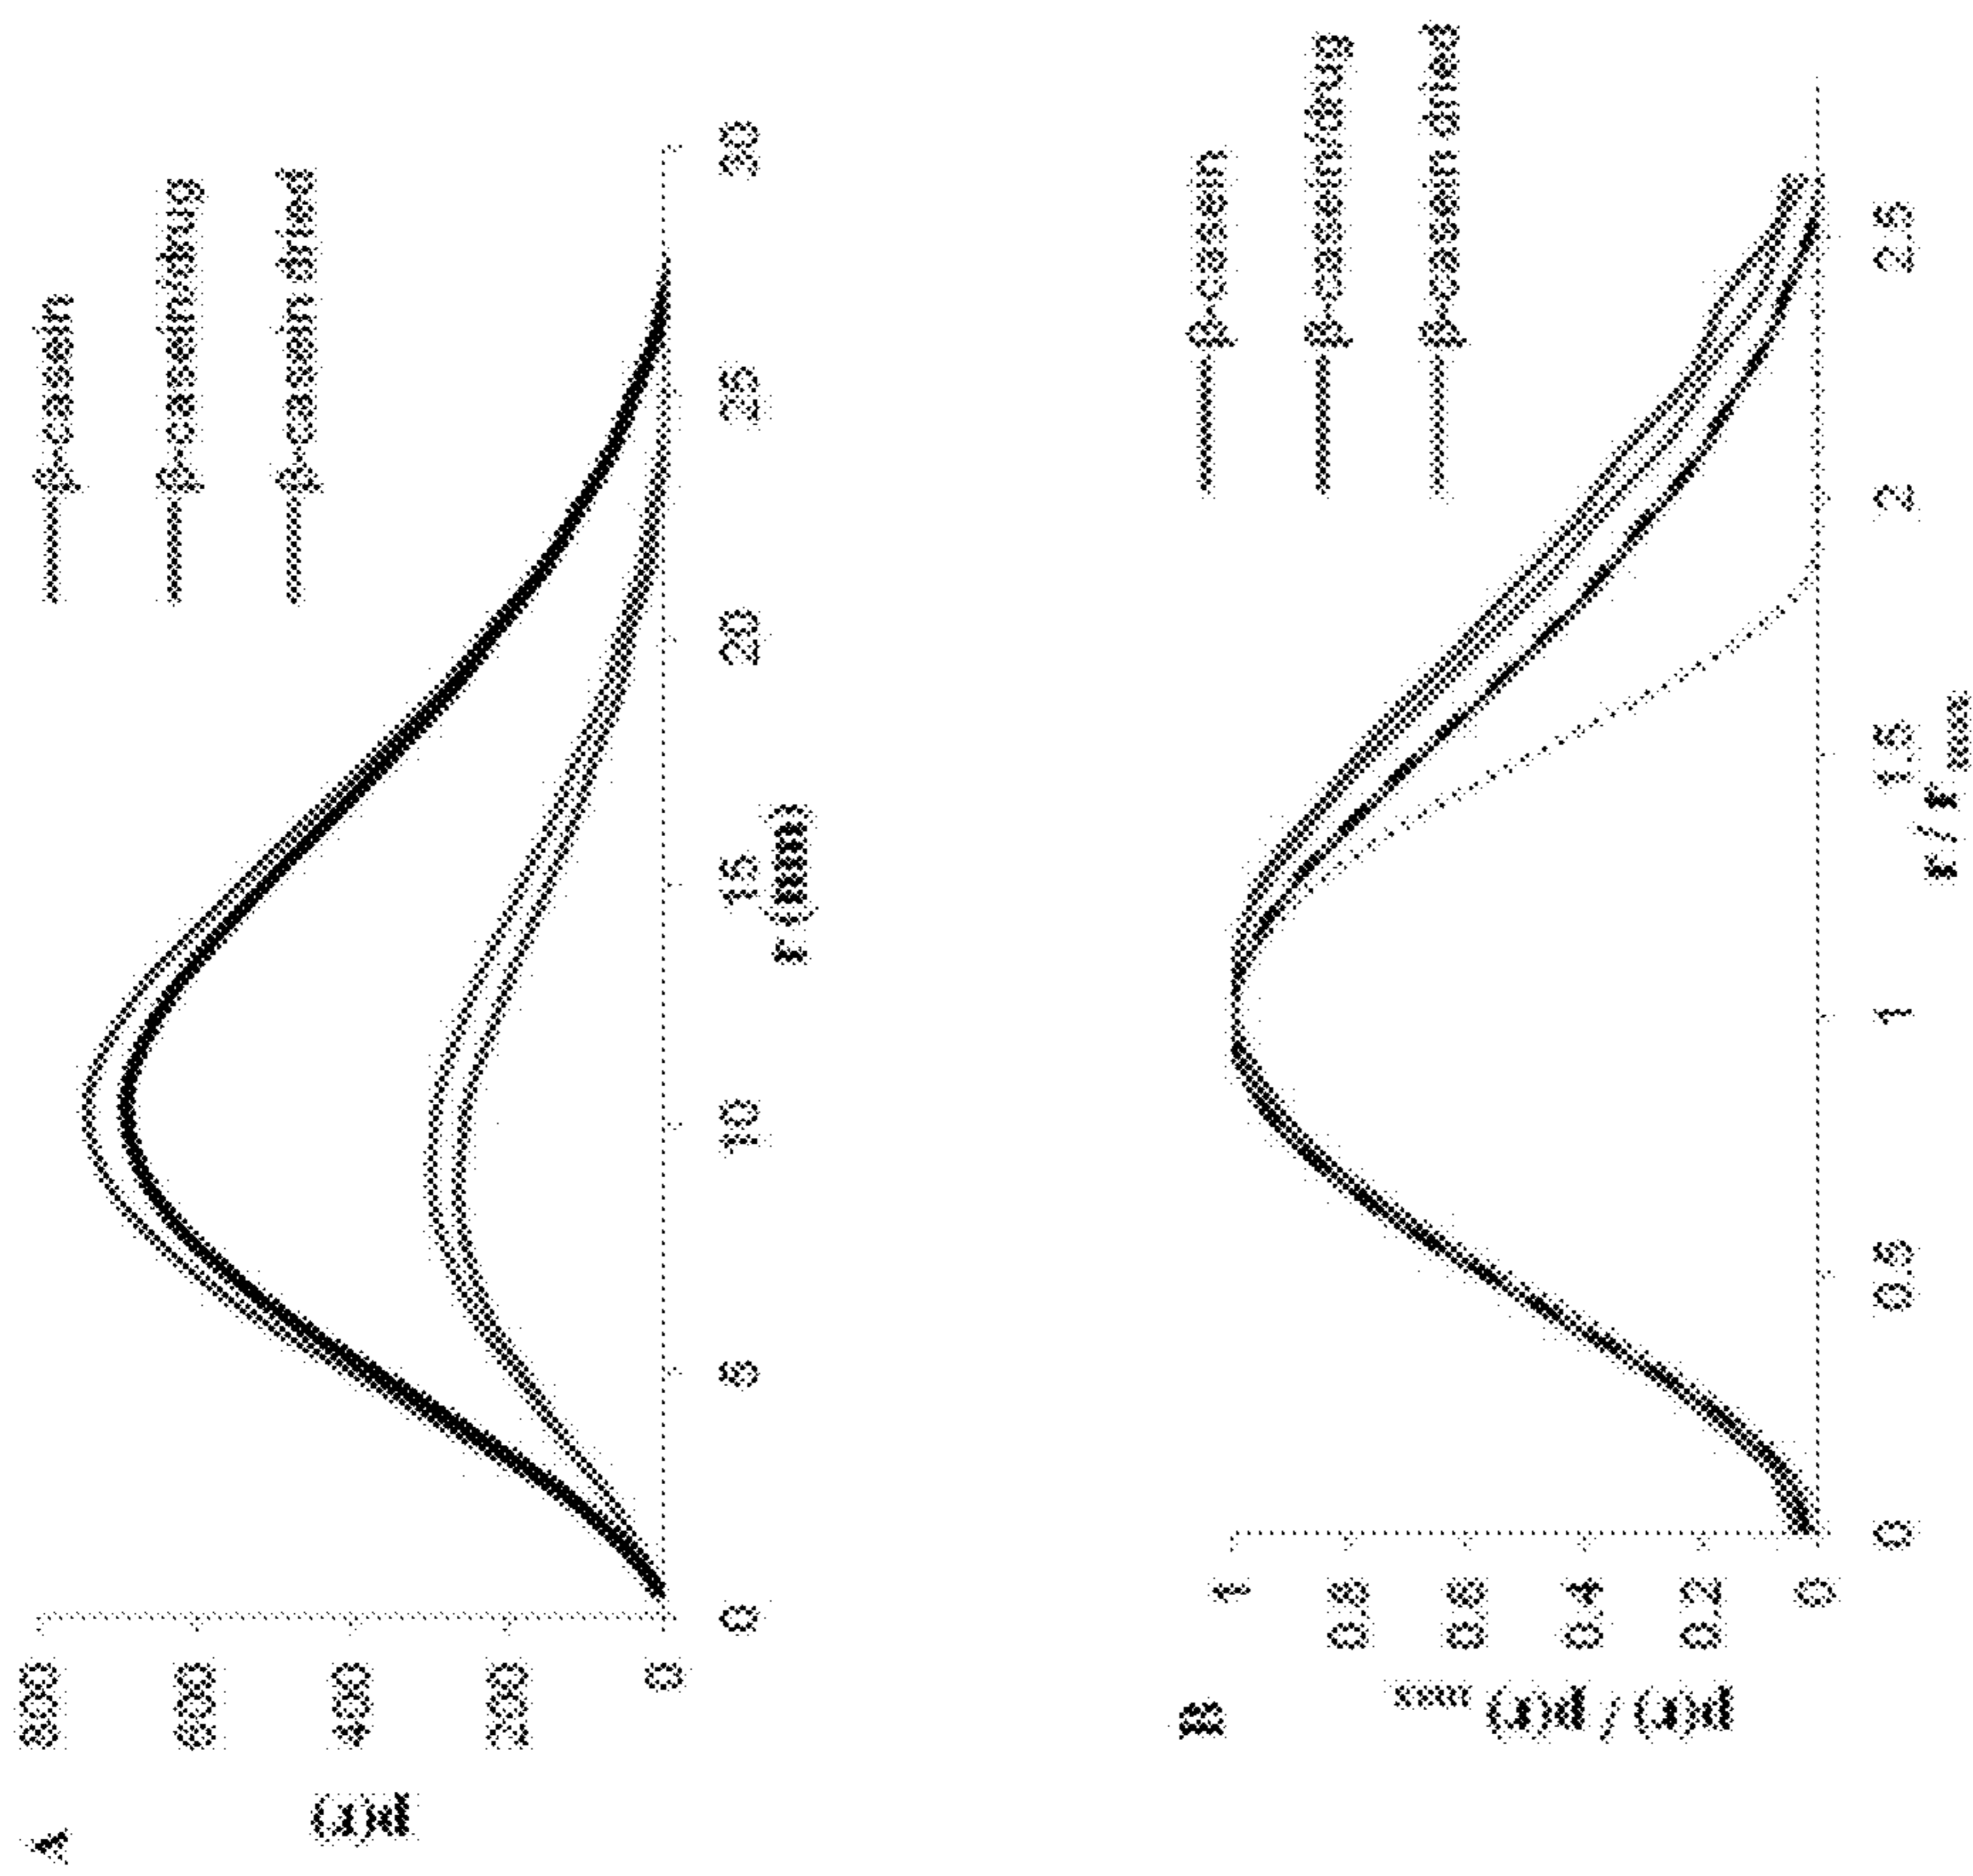 A
β-casein
β-casein/drug
β-casein dried
800
600
400
200
0
p(r)
0
5
10
15
20
25
30
r (nm)
B
β-casein
β-casein/drug
β-casein dried
1
0.8
0.6
0.4
0.2
0
p(r) / p(r)
0
0.5
1
1.5
2
2.5
r / r